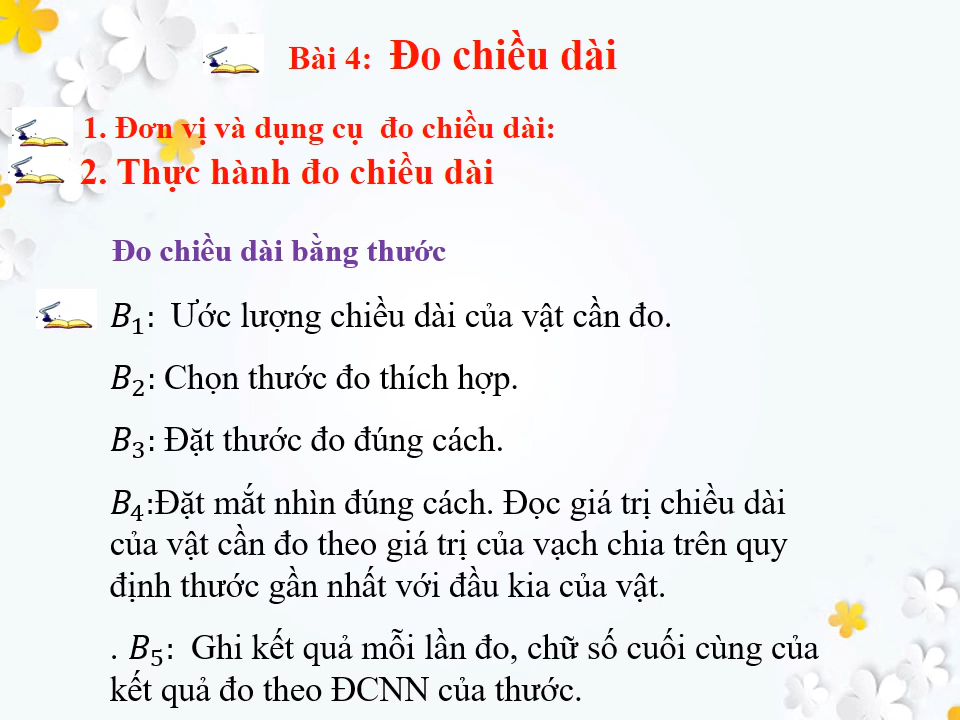 Bài 4: Đo chiều dài
1. Đơn vị và dụng cụ đo chiều dài:
2. Thực hành đo chiều dài
Đo chiều dài bằng thước
B₁: Ước lượng chiều dài của vật cần đo.
B₂: Chọn thước đo thích hợp.
B₃: Đặt thước đo đúng cách.
B₄:Đặt mắt nhìn đúng cách. Đọc giá trị chiều dài
của vật cần đo theo giá trị của vạch chia trên quy
định thước gần nhất với đầu kia của vật.
. B₅: Ghi kết quả mỗi lần đo, chữ số cuối cùng của
kết quả đo theo ĐCNN của thước.